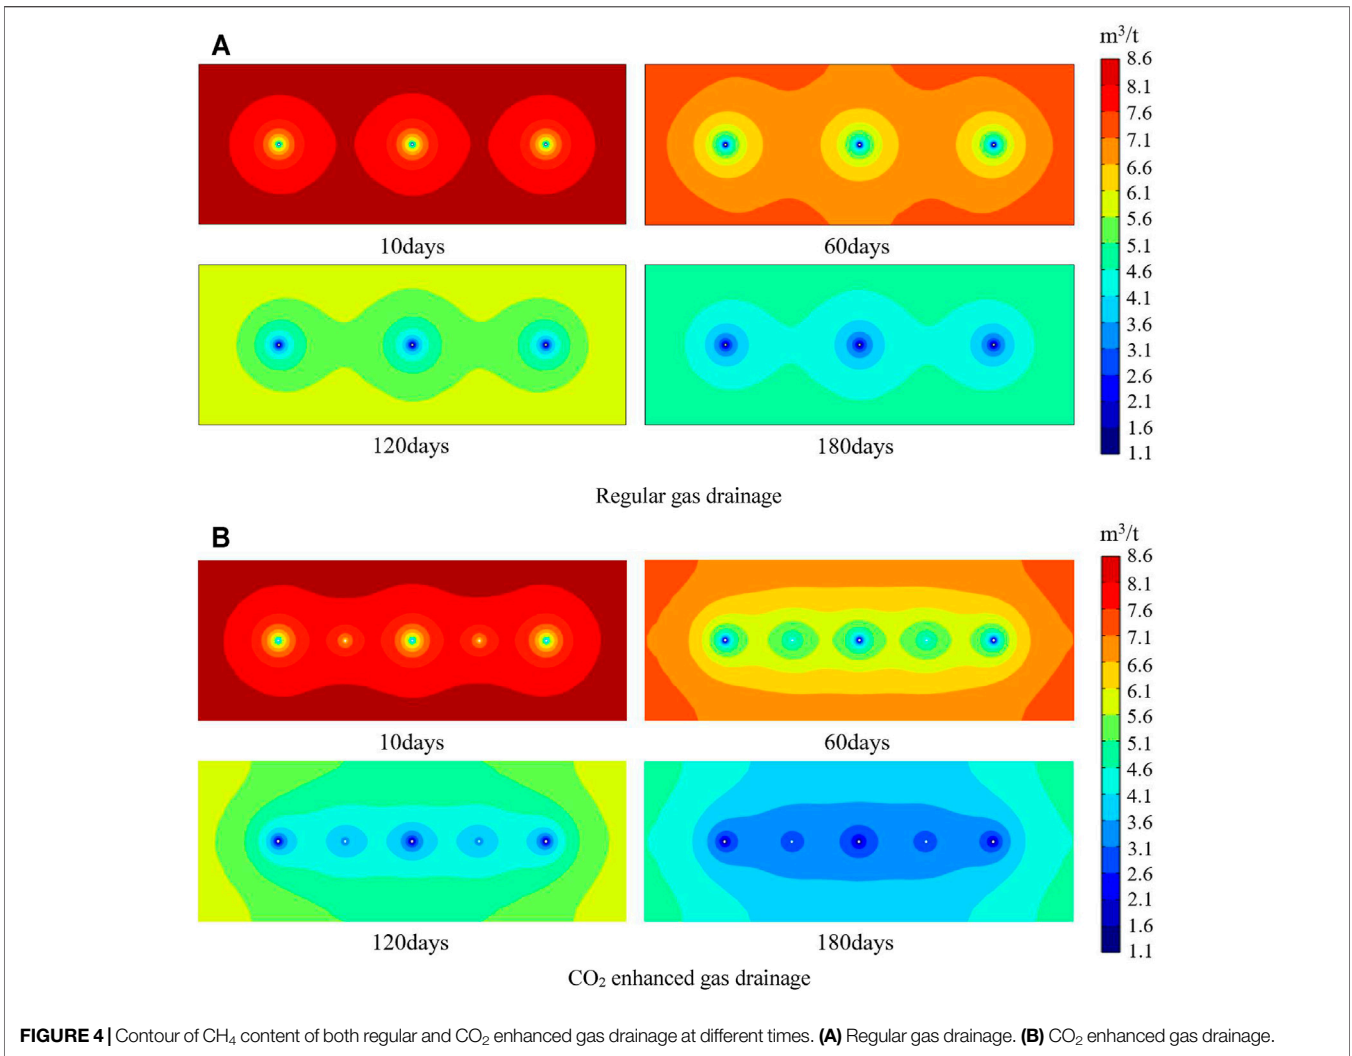 A
m³/t
8.6
8.1
7.6
7.1
6.6
6.1
5.6
5.1
4.6
4.1
3.6
3.1
2.6
2.1
1.6
1.1
10days
60days
120days
180days
Regular gas drainage
B
m³/t
8.6
8.1
7.6
7.1
6.6
6.1
5.6
5.1
4.6
4.1
3.6
3.1
2.6
2.1
1.6
1.1
10days
60days
120days
180days
CO₂ enhanced gas drainage
FIGURE 4 | Contour of CH₄ content of both regular and CO₂ enhanced gas drainage at different times. (A) Regular gas drainage. (B) CO₂ enhanced gas drainage.